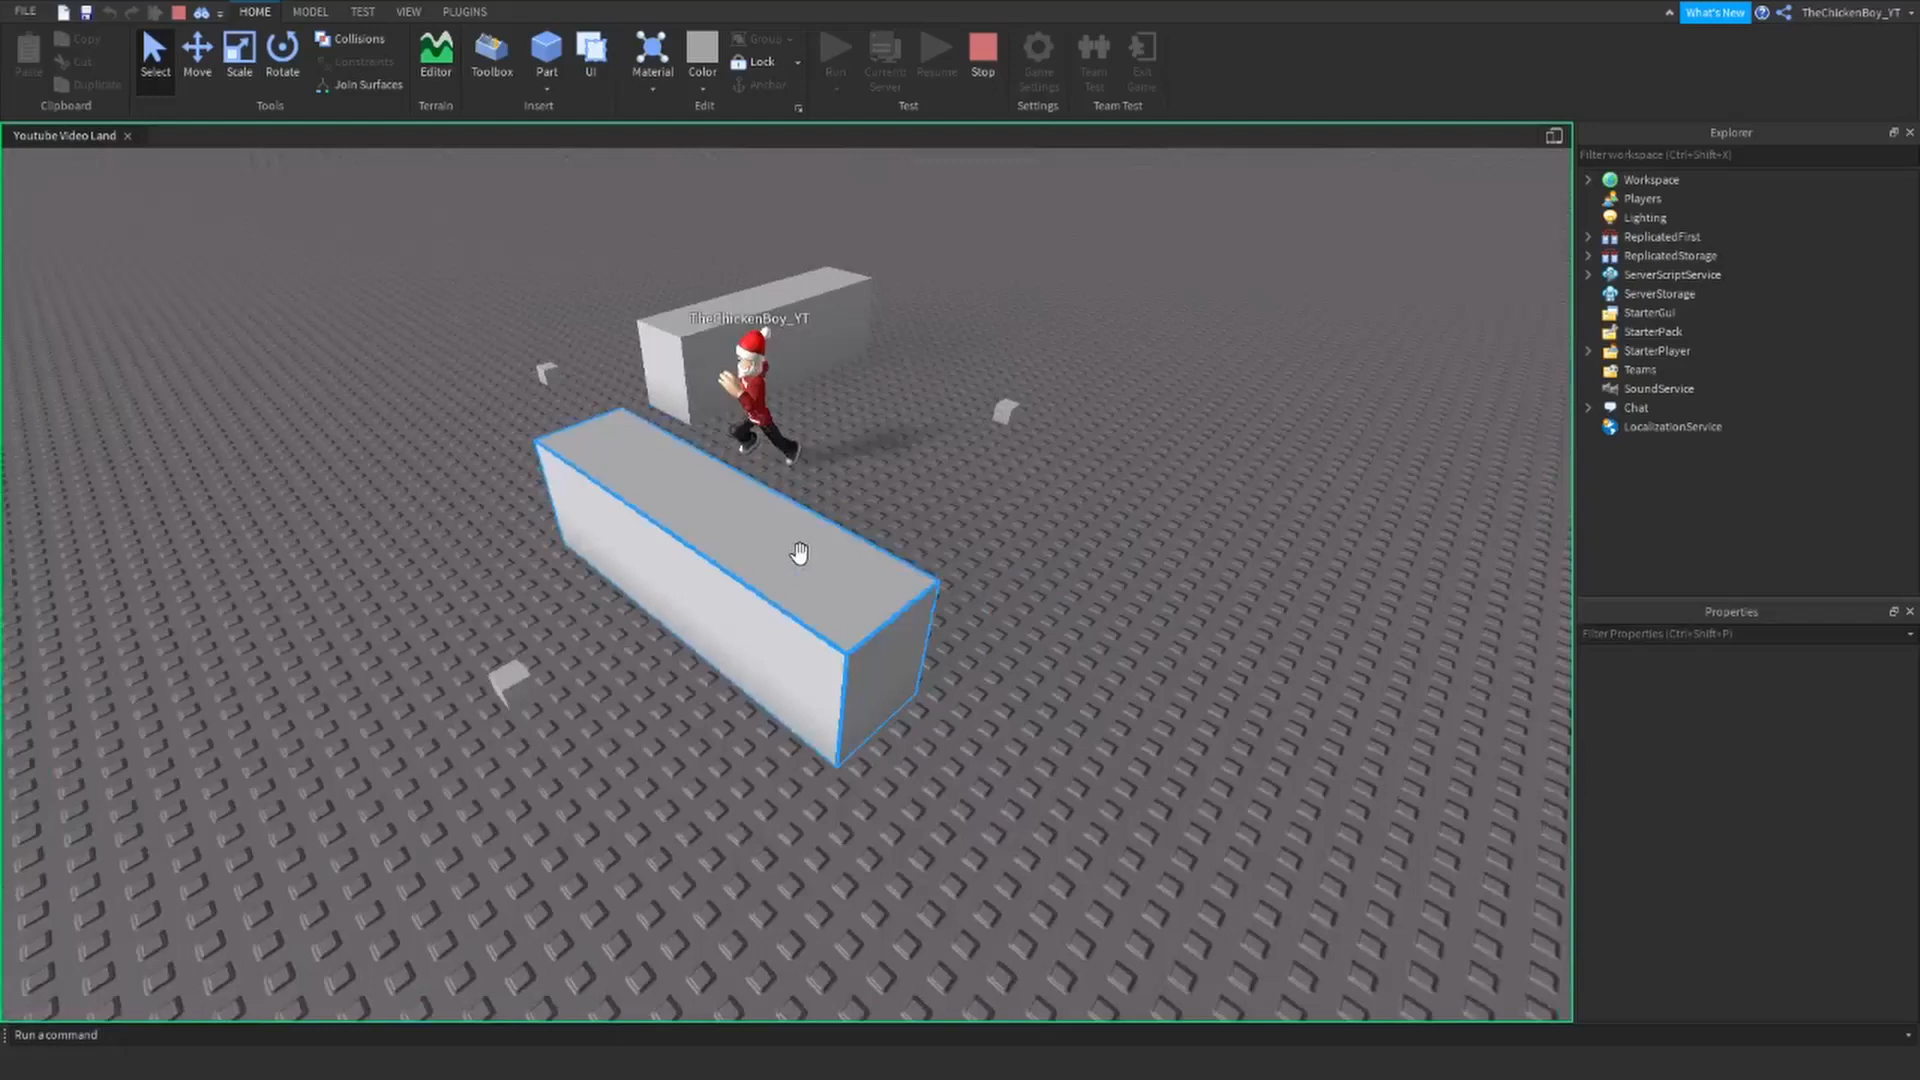 FILE HOME MODEL TEST VIEW PLUGINS What's New TheChickenBoy_YT
Paste Copy Cut Duplicate
Select Move Scale Rotate Collisions Constraints Join Surfaces
Editor Toolbox Part UI Material Color Group Lock Anchor
Run Current: Server Resume Stop Game Settings Team Test Exit Game
Clipboard Tools Terrain Insert Edit Test Settings Team Test
Youtube Video Land
TheChickenBoy_YT
Explorer
Filter workspace (Ctrl+Shift+X)
Workspace
Players
Lighting
ReplicatedFirst
ReplicatedStorage
ServerScriptService
ServerStorage
StarterGui
StarterPack
StarterPlayer
Teams
SoundService
Chat
LocalizationService
Properties
Filter Properties (Ctrl+Shift+P)
Run a command